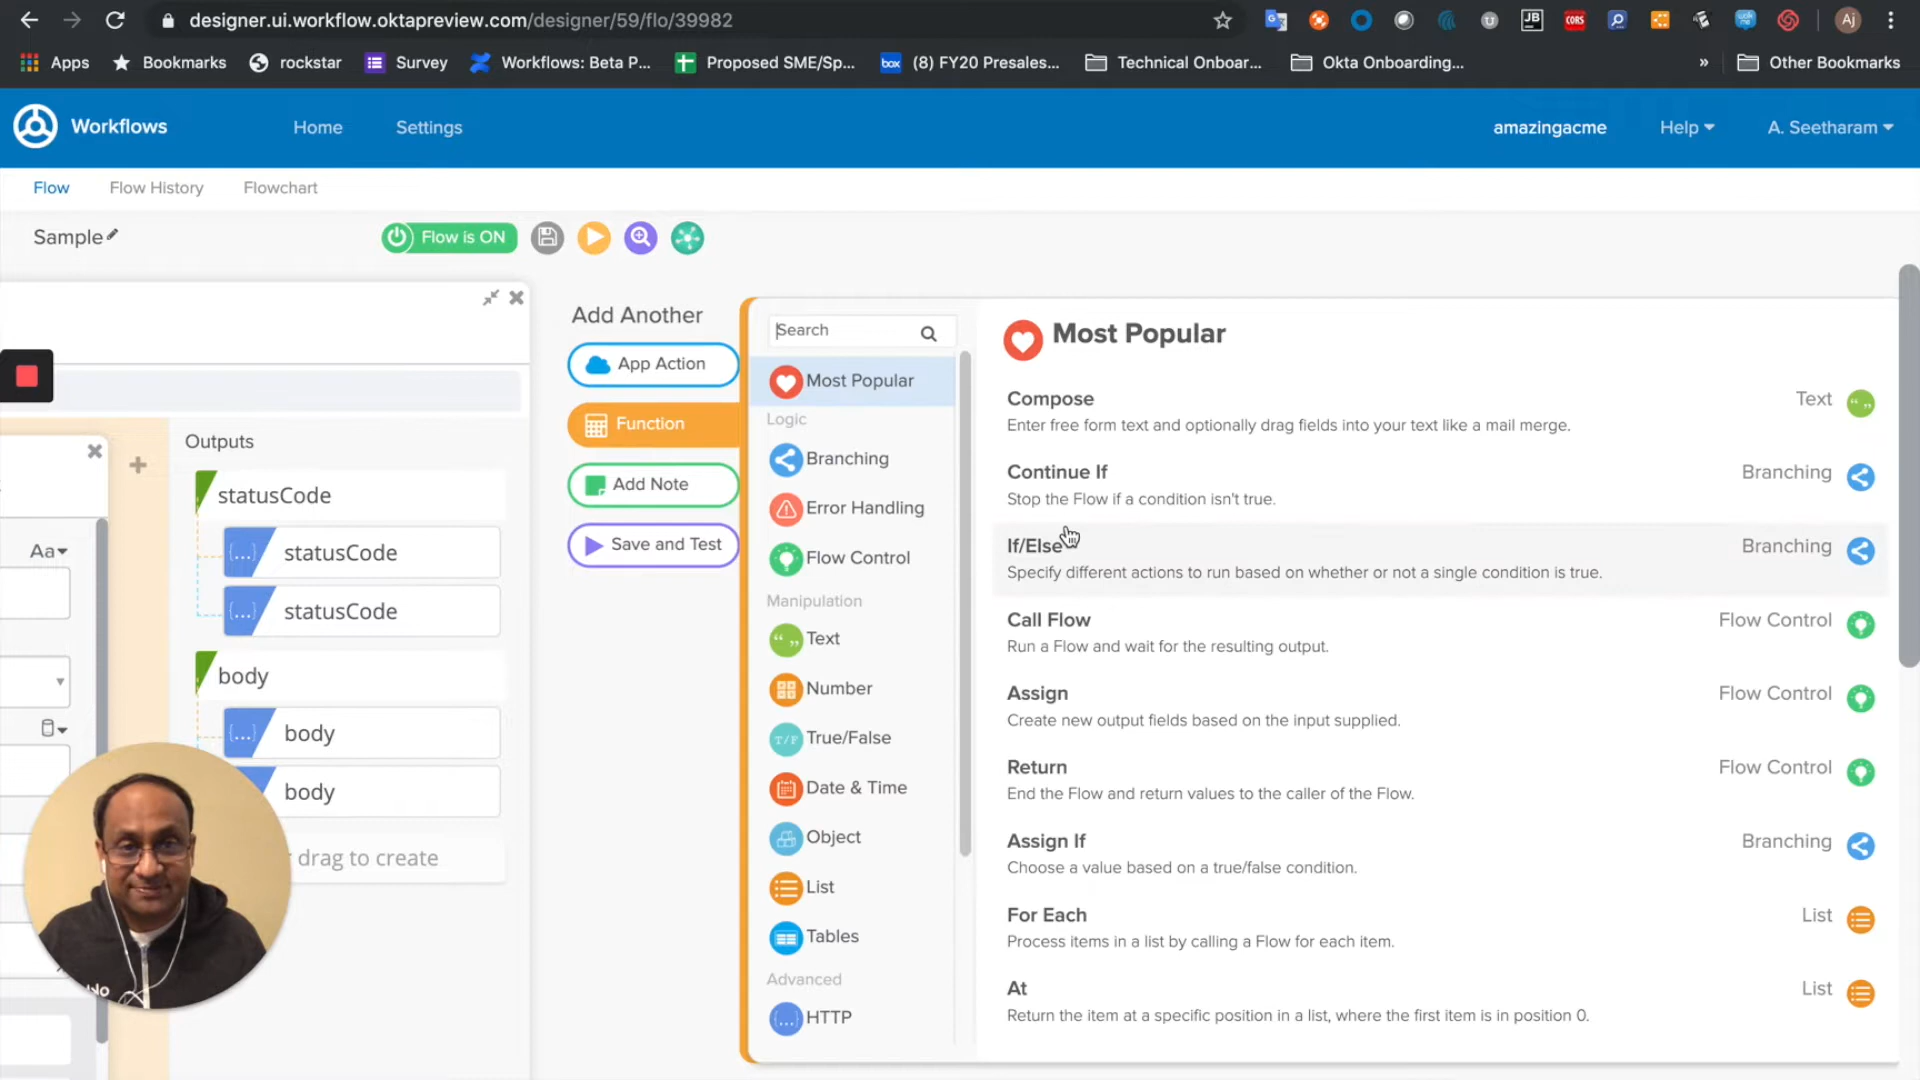 designer.ui.workflow.oktapreview.com/designer/59/flo/39982
JB
CORS
Aj
Apps
Bookmarks
rockstar
Survey
Workflows: Beta P...
Proposed SME/Sp...
box
(8) FY20 Presales...
Technical Onboar...
Okta Onboarding...
»
Other Bookmarks
Workflows
Home
Settings
amazingacme
Help
A. Seetharam
Flow
Flow History
Flowchart
Sample
Flow is ON
Aa
Outputs
statusCode
statusCode
statusCode
body
body
body
drag to create
Add Another
App Action
Function
Add Note
Save and Test
Search
Most Popular
Logic
Branching
Error Handling
Flow Control
Manipulation
Text
Number
T/F True/False
Date & Time
Object
List
Tables
Advanced
HTTP
Most Popular
Compose
Text
Enter free form text and optionally drag fields into your text like a mail merge.
Continue If
Branching
Stop the Flow if a condition isn't true.
If/Else
Branching
Specify different actions to run based on whether or not a single condition is true.
Call Flow
Flow Control
Run a Flow and wait for the resulting output.
Assign
Flow Control
Create new output fields based on the input supplied.
Return
Flow Control
End the Flow and return values to the caller of the Flow.
Assign If
Branching
Choose a value based on a true/false condition.
For Each
List
Process items in a list by calling a Flow for each item.
At
List
Return the item at a specific position in a list, where the first item is in position 0.